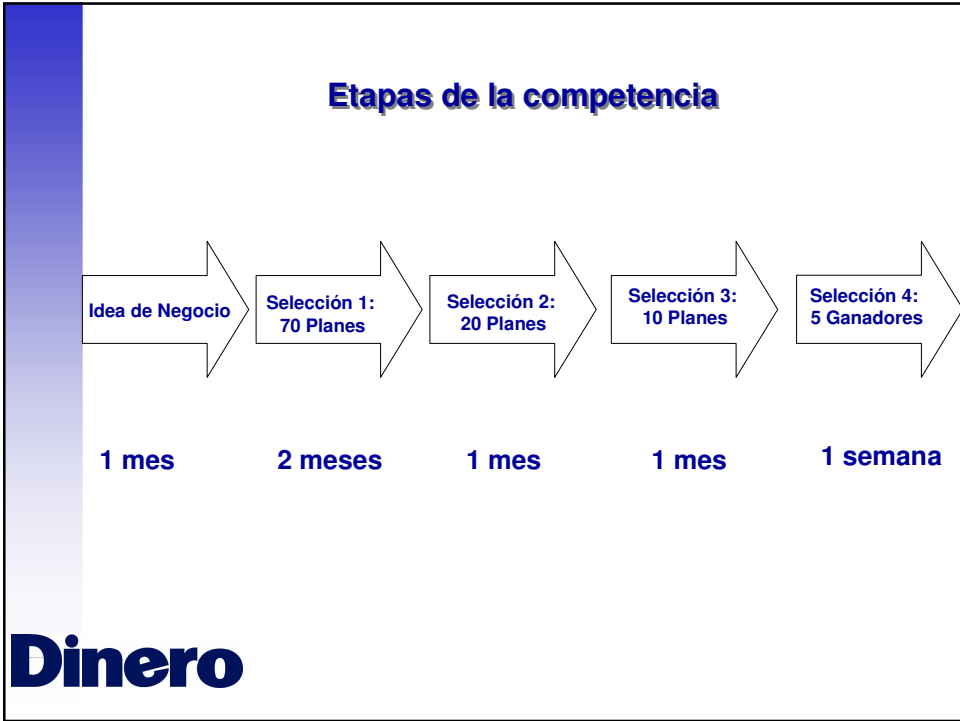 Etapas de la competencia
Idea de Negocio
Selección 1:
70 Planes
Selección 2:
20 Planes
Selección 3:
10 Planes
Selección 4:
5 Ganadores
1 mes
2 meses
1 mes
1 mes
1 semana
Dinero